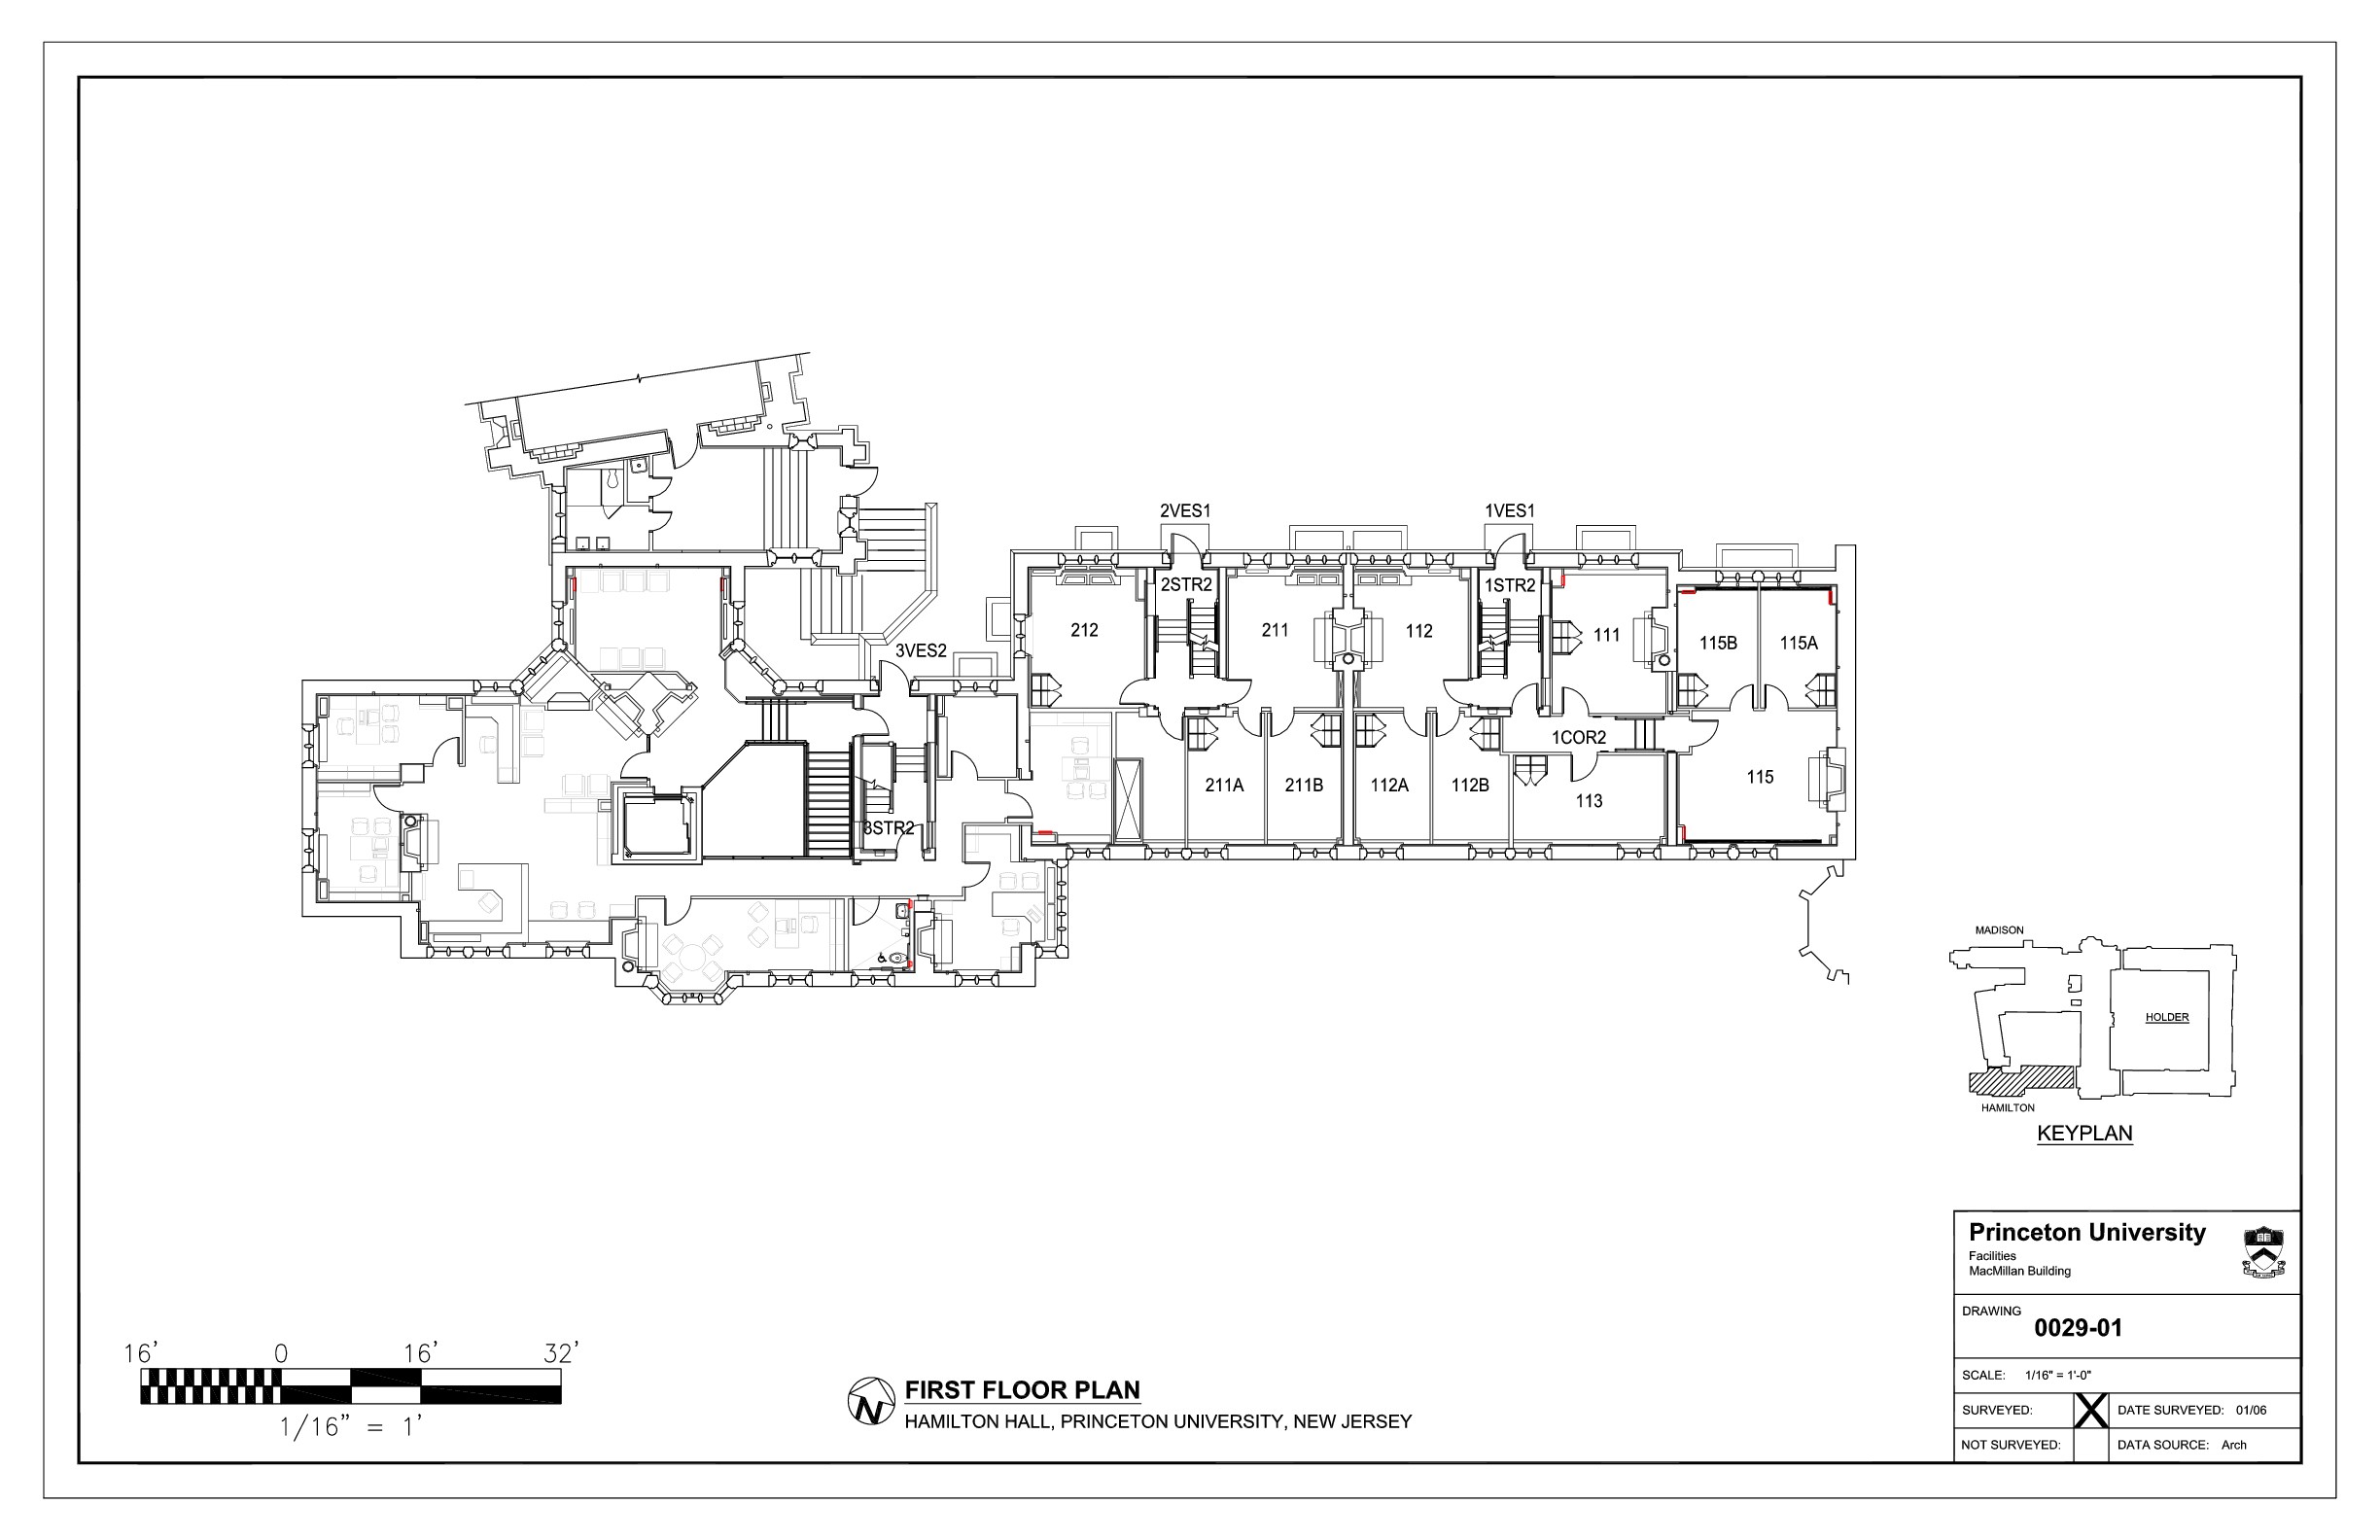 2VES1
1VES1
2STR2
1STR2
212
211
112
111
115B
115A
3VES2
1COR2
211A
211B
112A
112B
113
115
3STR2
MADISON
HOLDER
HAMILTON
KEYPLAN
Princeton University
Facilities
MacMillan Building
DRAWING
0029-01
SCALE: 1/16" = 1'-0"
SURVEYED: X DATE SURVEYED: 01/06
NOT SURVEYED: DATA SOURCE: Arch
16' 0 16' 32'
1/16" = 1'
N
FIRST FLOOR PLAN
HAMILTON HALL, PRINCETON UNIVERSITY, NEW JERSEY